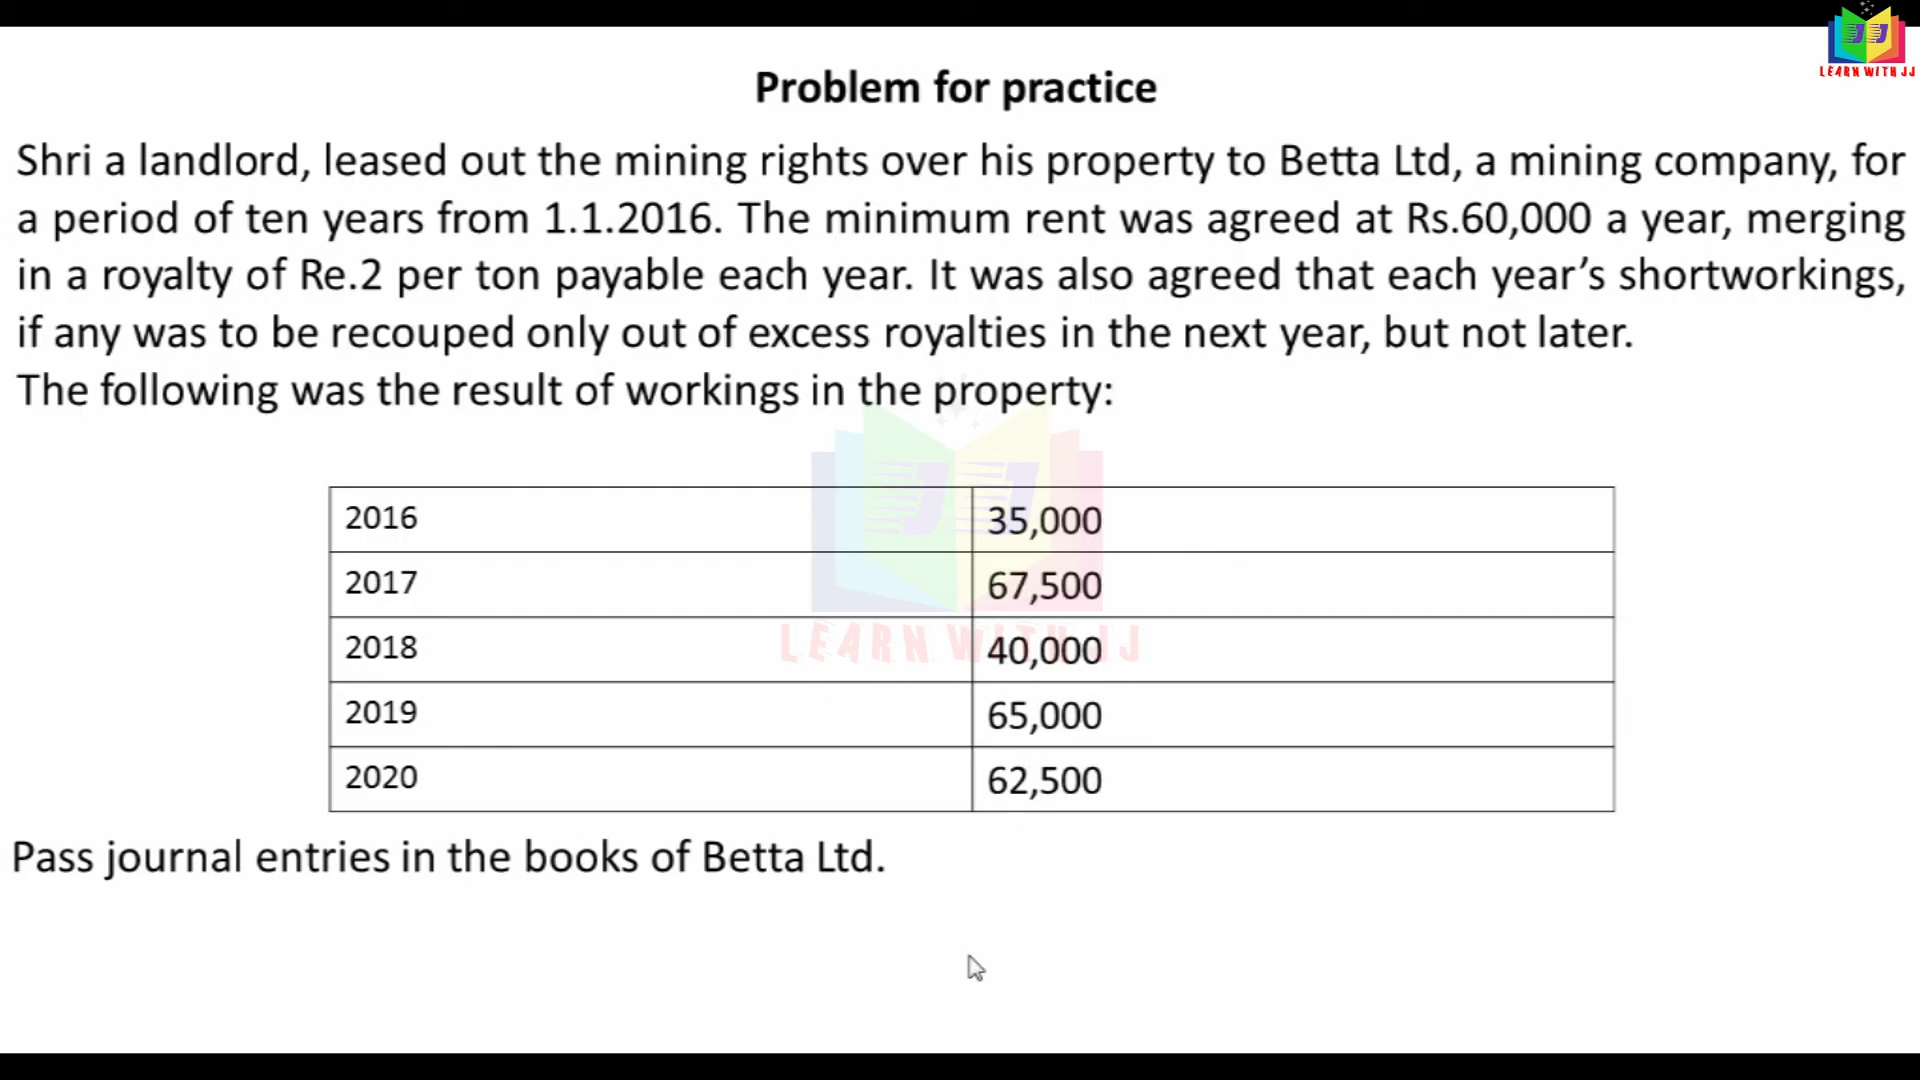 LEARN WITH JJ
Problem for practice
Shri a landlord, leased out the mining rights over his property to Betta Ltd, a mining company, for
a period of ten years from 1.1.2016. The minimum rent was agreed at Rs.60,000 a year, merging
in a royalty of Re.2 per ton payable each year. It was also agreed that each year’s shortworkings,
if any was to be recouped only out of excess royalties in the next year, but not later.
The following was the result of workings in the property:
2016 35,000
2017 67,500
LEARN WITH JJ
2018 40,000
2019 65,000
2020 62,500
Pass journal entries in the books of Betta Ltd.